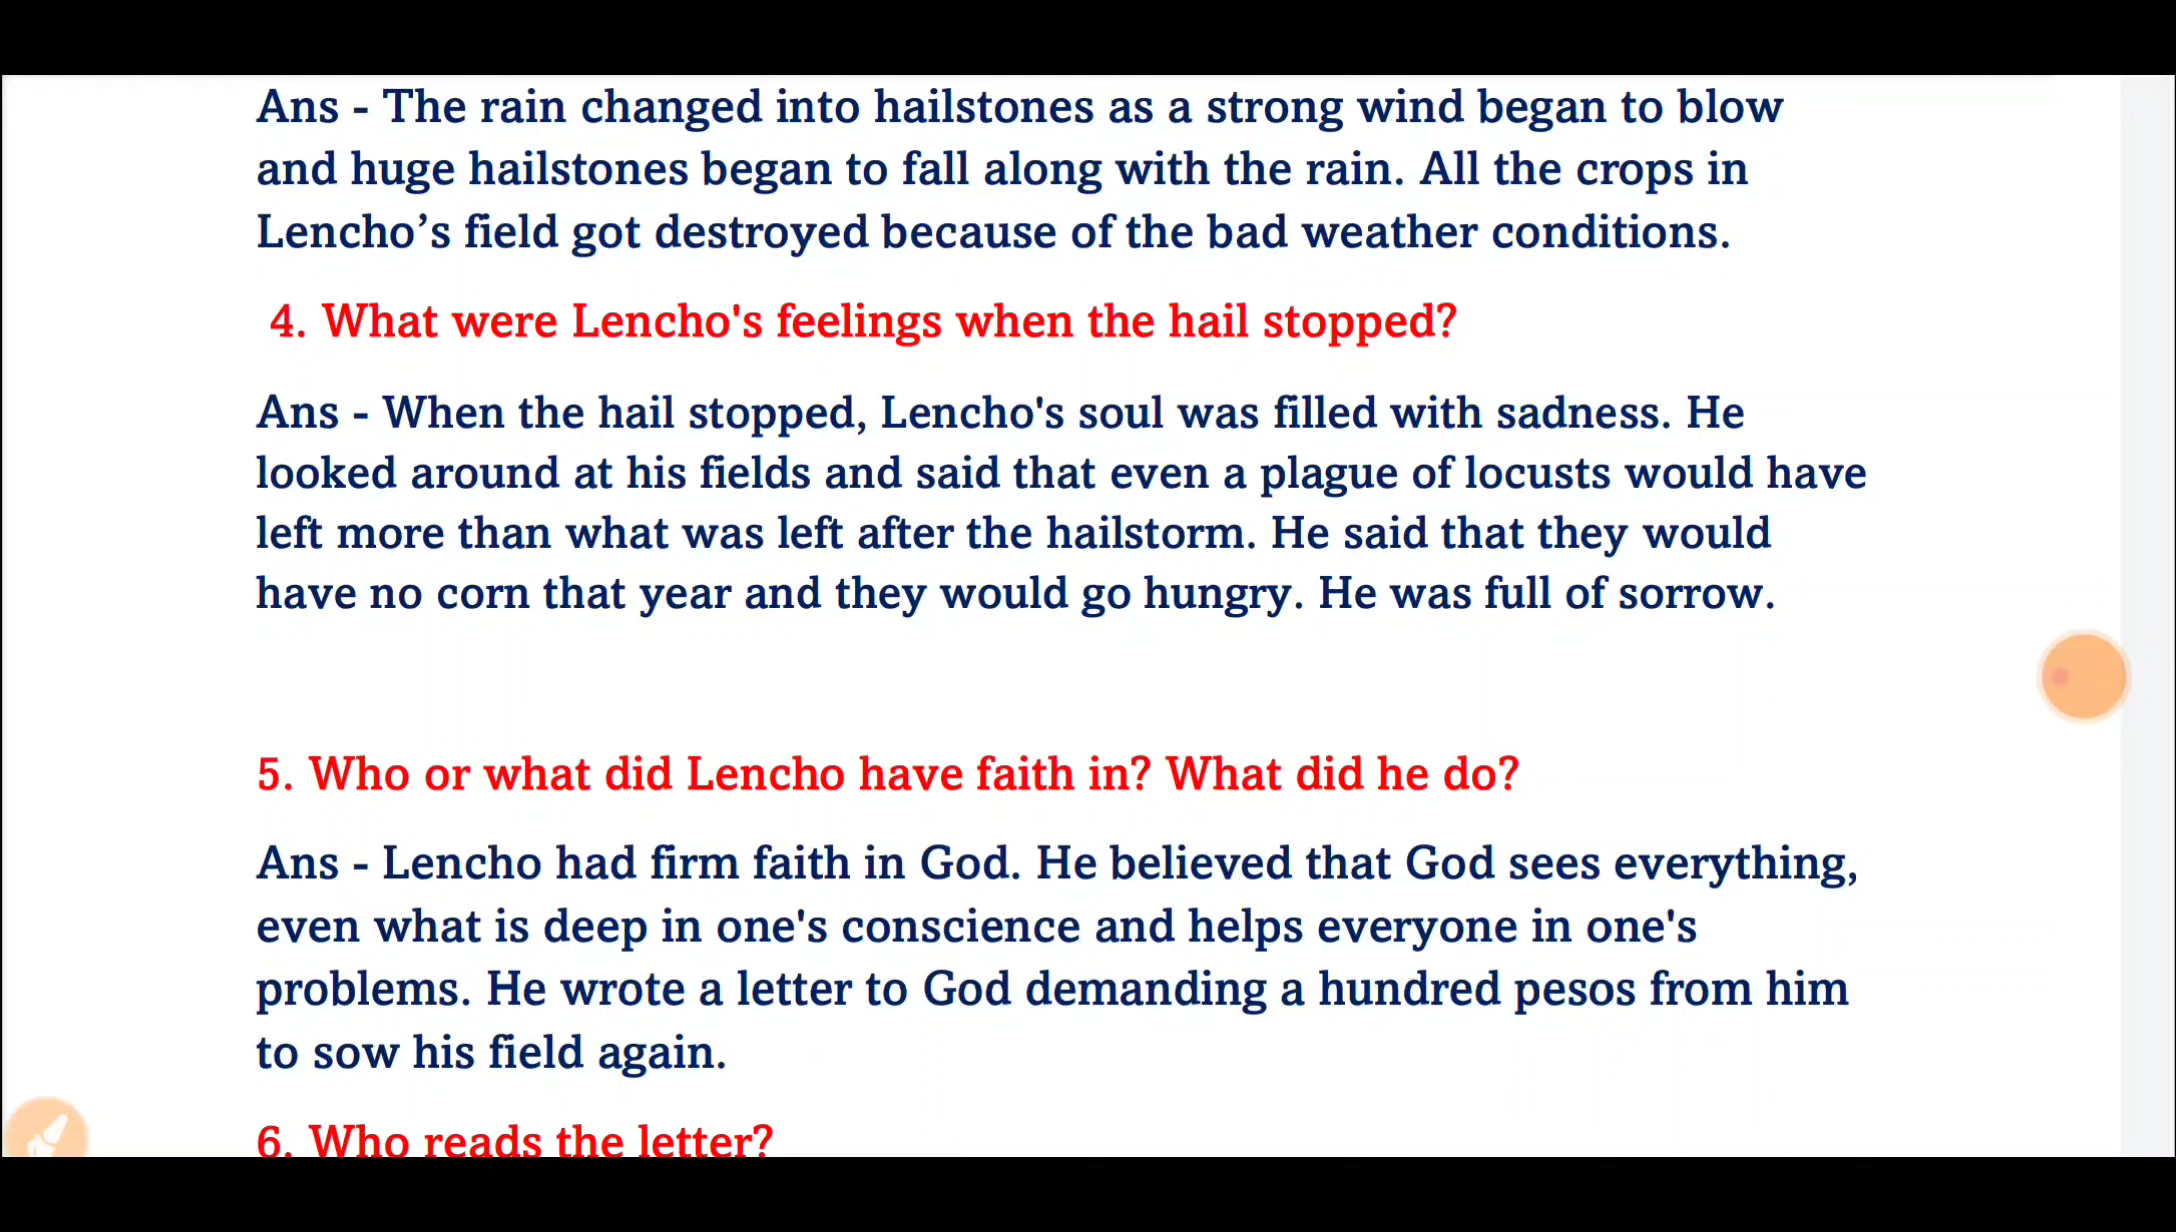 Ans - The rain changed into hailstones as a strong wind began to blow
and huge hailstones began to fall along with the rain. All the crops in
Lencho’s field got destroyed because of the bad weather conditions.
4. What were Lencho's feelings when the hail stopped?
Ans - When the hail stopped, Lencho's soul was filled with sadness. He
looked around at his fields and said that even a plague of locusts would have
left more than what was left after the hailstorm. He said that they would
have no corn that year and they would go hungry. He was full of sorrow.
5. Who or what did Lencho have faith in? What did he do?
Ans - Lencho had firm faith in God. He believed that God sees everything,
even what is deep in one's conscience and helps everyone in one's
problems. He wrote a letter to God demanding a hundred pesos from him
to sow his field again.
6. Who reads the letter?